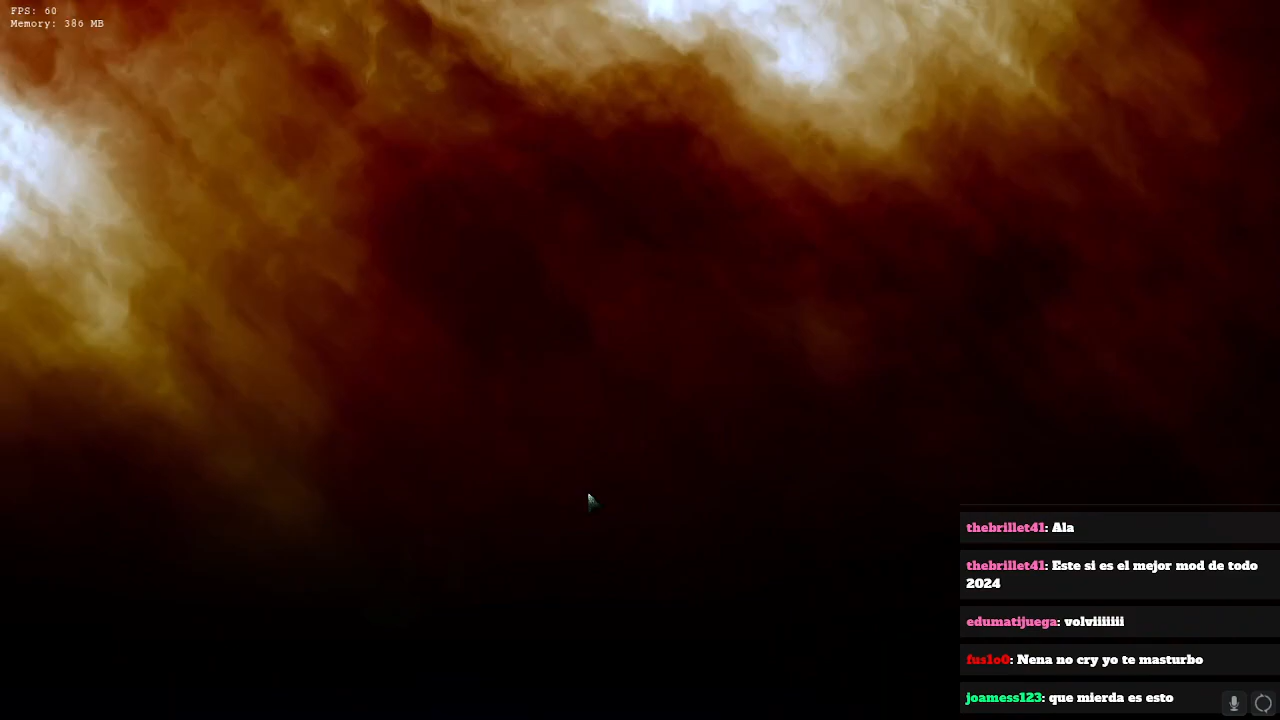 FPS: 60
Memory: 386 MB
thebrillet41: Ala
thebrillet41: Este si es el mejor mod de todo
2024
edumatijuega: volviiiiiii
fus1o0: Nena no cry yo te masturbo
joamess123: que mierda es esto